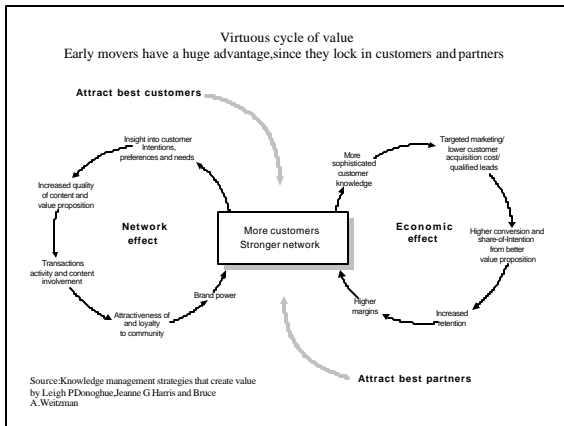 Virtuous cycle of value
Early movers have a huge advantage,since they lock in customers and partners
Attract best customers
Insight into customer
Intentions,
preferences and needs
Increased quality
of content and
value proposition
Network
effect
Transactions
activity and content
involvement
Attractiveness of
and loyalty
to community
Brand power
More customers
Stronger network
More
sophisticated
customer
knowledge
Targeted marketing/
lower customer
acquisition cost/
qualified leads
Economic
effect
Higher conversion and
share-of-Intention
from better
value proposition
Increased
retention
Higher
margins
Attract best partners
Source:Knowledge management strategies that create value
by Leigh PDonoghue,Jeanne G Harris and Bruce
A.Weitzman